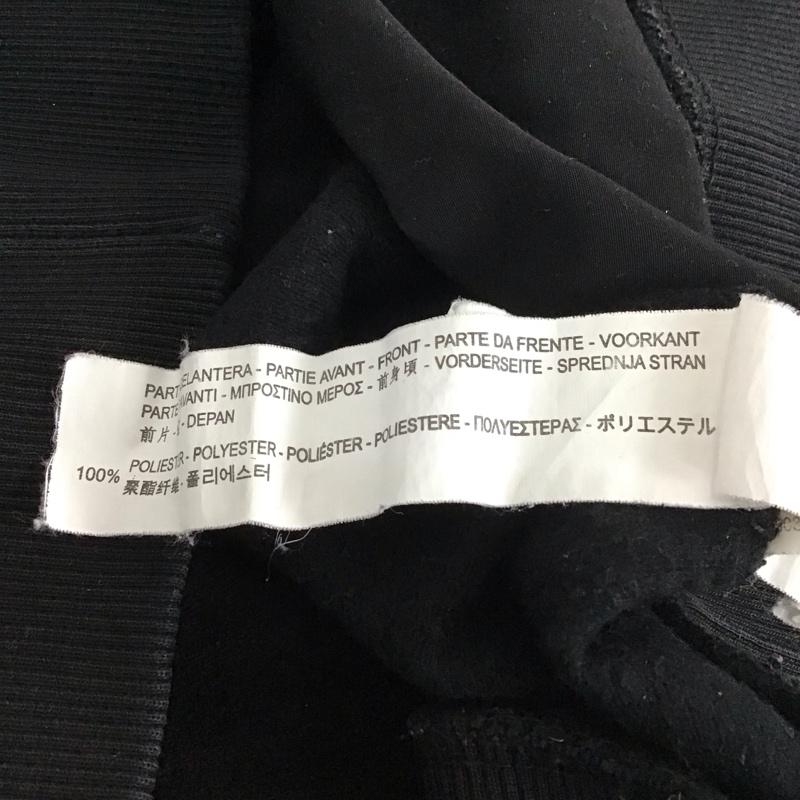 PARTE DELANTERA - PARTIE AVANT - FRONT - PARTE DA FRENTE - VOORKANT
PARTE AVANTI - ΜΠΡΟΣΤΙΝΟ ΜΕΡΟΣ - 前身頃 - VORDERSEITE - SPREDNJA STRAN
前片 - DEPAN
100% POLIESTER - POLYESTER - POLIÉSTER - POLIESTERE - ΠΟΛΥΕΣΤΕΡΑΣ - ポリエステル
聚酯纤维 - 폴리에스터